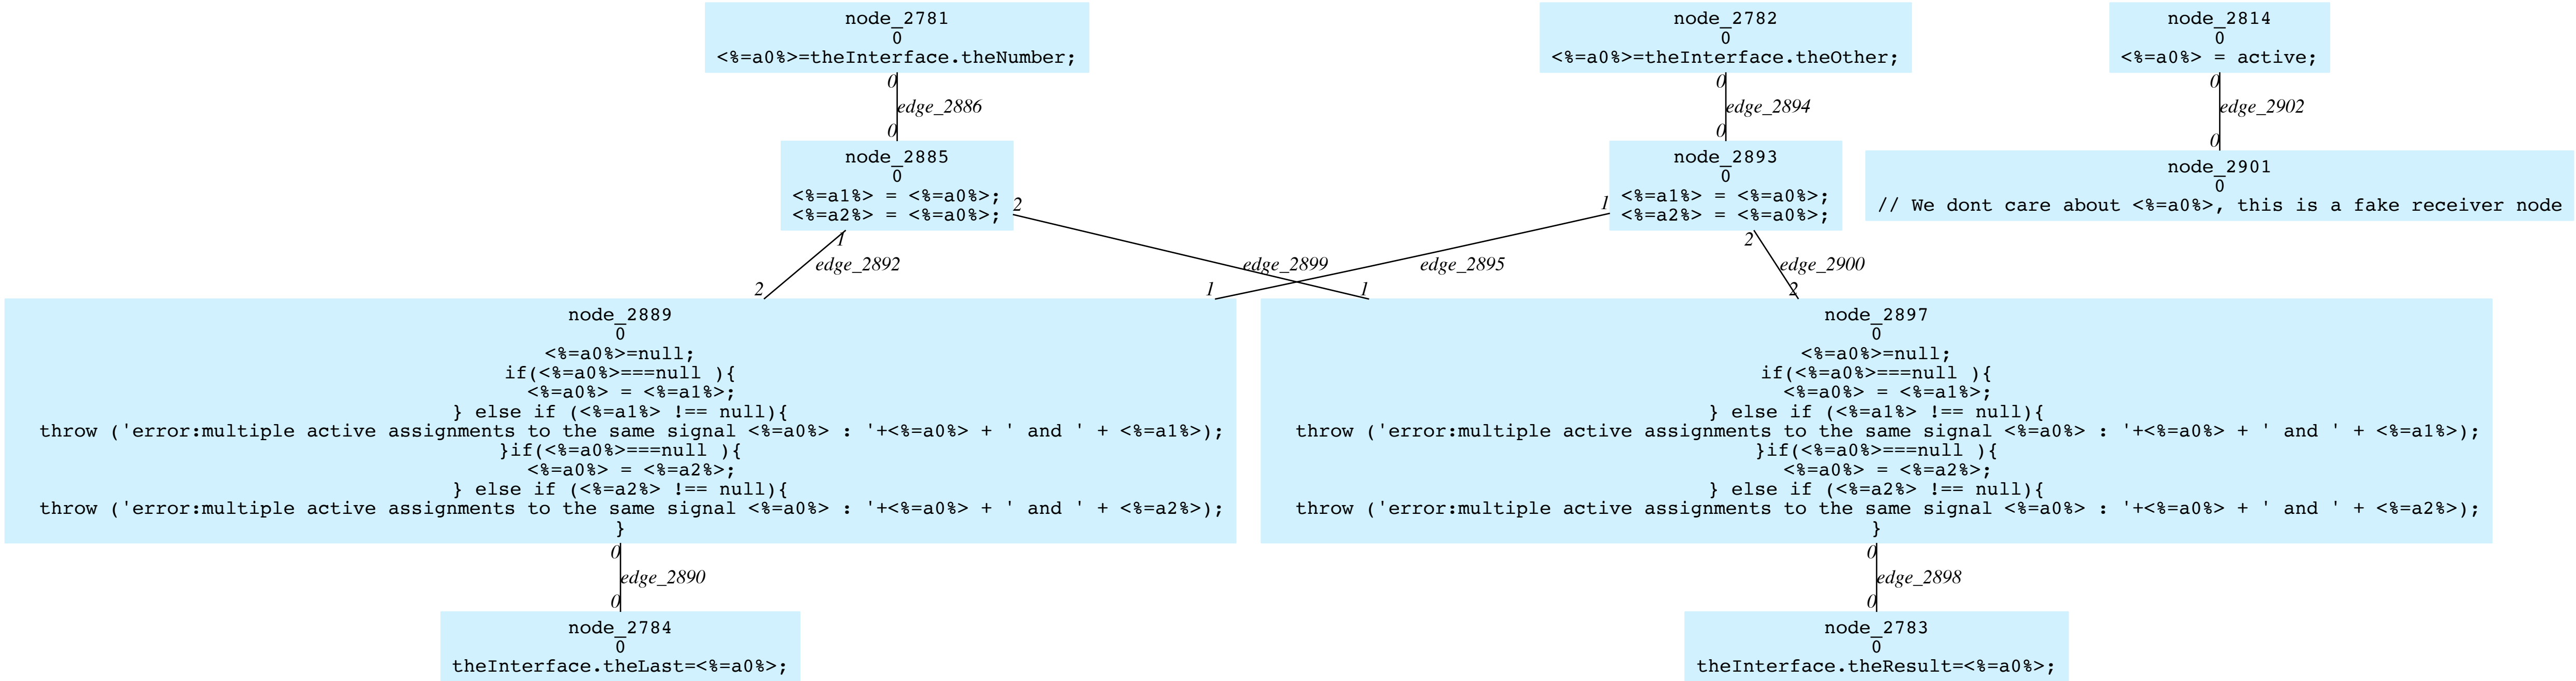 node_2781
0
<%=a0%>=theInterface.theNumber;
node_2782
0
<%=a0%>=theInterface.theOther;
node_2814
0
<%=a0%> = active;
0
edge_2886
0
0
edge_2894
0
0
edge_2902
0
node_2885
0
<%=a1%> = <%=a0%>;
<%=a2%> = <%=a0%>;
node_2893
0
<%=a1%> = <%=a0%>;
<%=a2%> = <%=a0%>;
node_2901
0
// We dont care about <%=a0%>, this is a fake receiver node
1
edge_2892
2
2
edge_2899
1
1
edge_2895
1
2
edge_2900
2
node_2889
0
<%=a0%>=null;
if(<%=a0%>===null ){
<%=a0%> = <%=a1%>;
} else if (<%=a1%> !== null){
throw ('error:multiple active assignments to the same signal <%=a0%> : '+<%=a0%> + ' and ' + <%=a1%>);
}if(<%=a0%>===null ){
<%=a0%> = <%=a2%>;
} else if (<%=a2%> !== null){
throw ('error:multiple active assignments to the same signal <%=a0%> : '+<%=a0%> + ' and ' + <%=a2%>);
}
node_2897
0
<%=a0%>=null;
if(<%=a0%>===null ){
<%=a0%> = <%=a1%>;
} else if (<%=a1%> !== null){
throw ('error:multiple active assignments to the same signal <%=a0%> : '+<%=a0%> + ' and ' + <%=a1%>);
}if(<%=a0%>===null ){
<%=a0%> = <%=a2%>;
} else if (<%=a2%> !== null){
throw ('error:multiple active assignments to the same signal <%=a0%> : '+<%=a0%> + ' and ' + <%=a2%>);
}
0
edge_2890
0
0
edge_2898
0
node_2784
0
theInterface.theLast=<%=a0%>;
node_2783
0
theInterface.theResult=<%=a0%>;